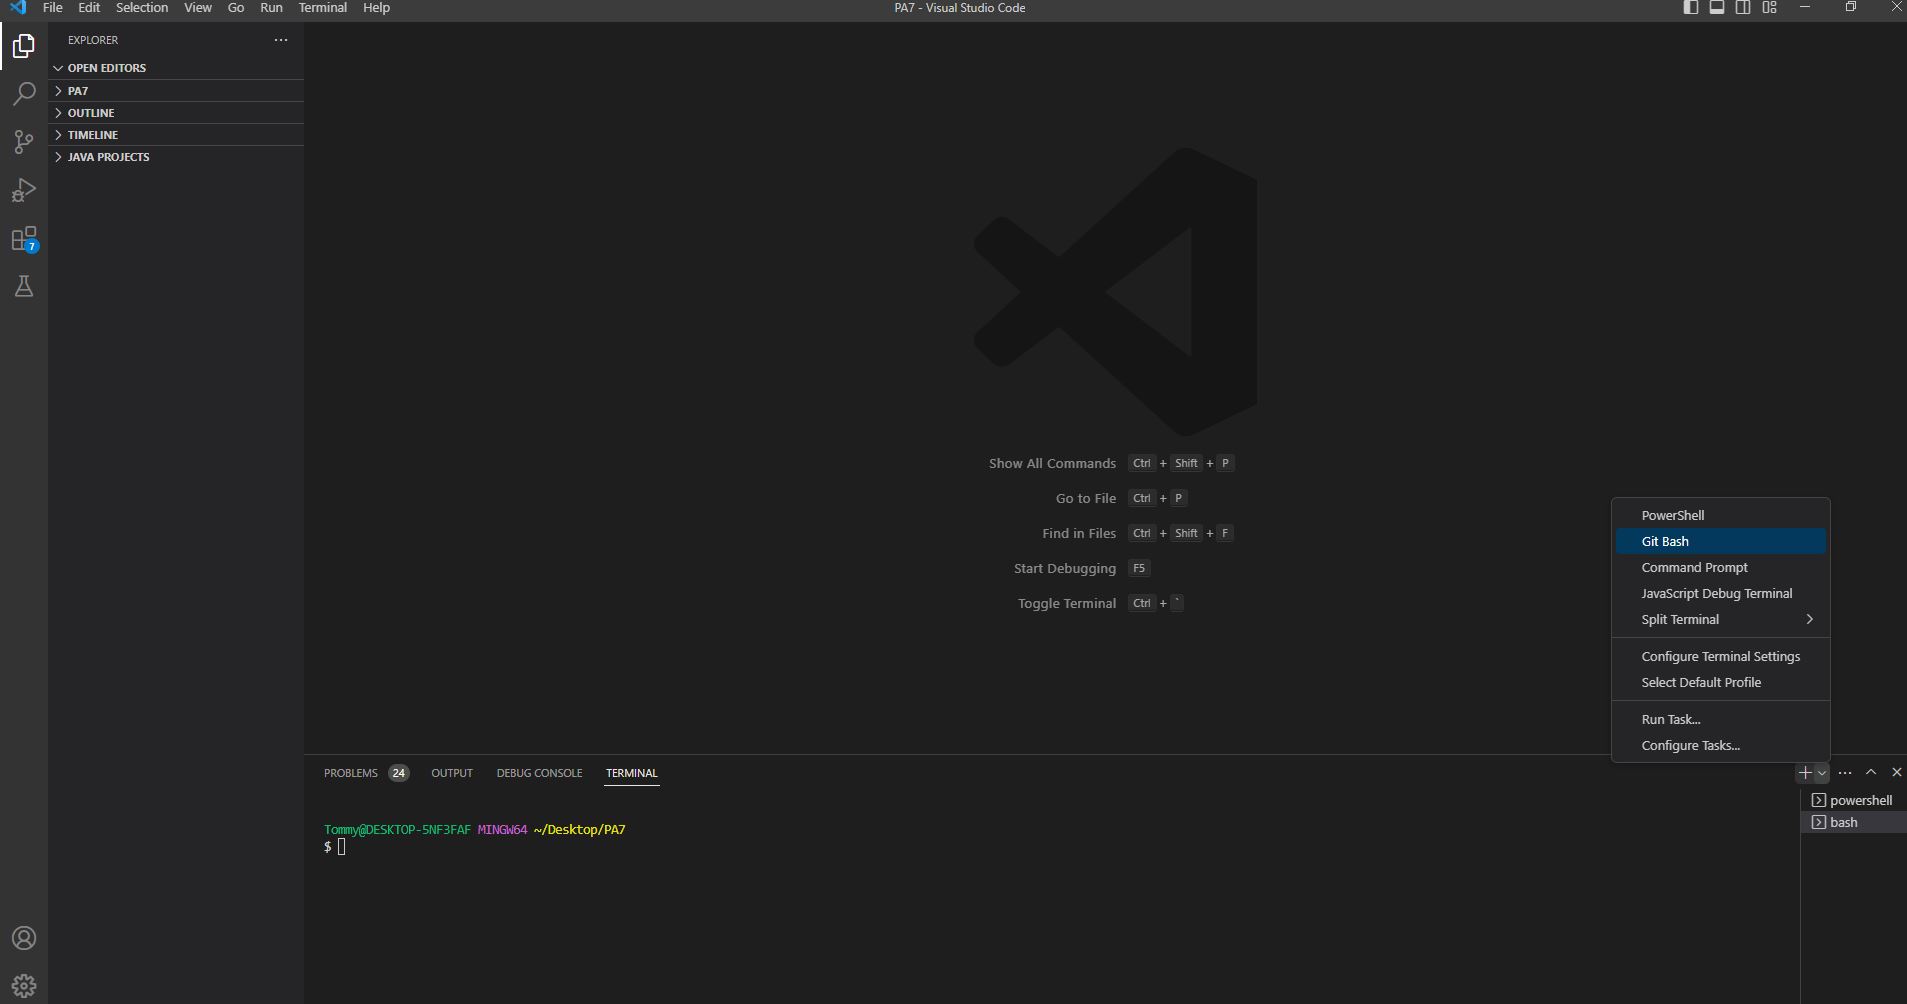 File Edit Selection View Go Run Terminal Help
PA7 - Visual Studio Code
EXPLORER
OPEN EDITORS
PA7
OUTLINE
TIMELINE
JAVA PROJECTS
7
Show All Commands Ctrl + Shift + P
Go to File Ctrl + P
Find in Files Ctrl + Shift + F
Start Debugging F5
Toggle Terminal Ctrl + `
PowerShell
Git Bash
Command Prompt
JavaScript Debug Terminal
Split Terminal
Configure Terminal Settings
Select Default Profile
Run Task...
Configure Tasks...
PROBLEMS 24 OUTPUT DEBUG CONSOLE TERMINAL
powershell
bash
Tommy@DESKTOP-5NF3FAF MINGW64 ~/Desktop/PA7
$